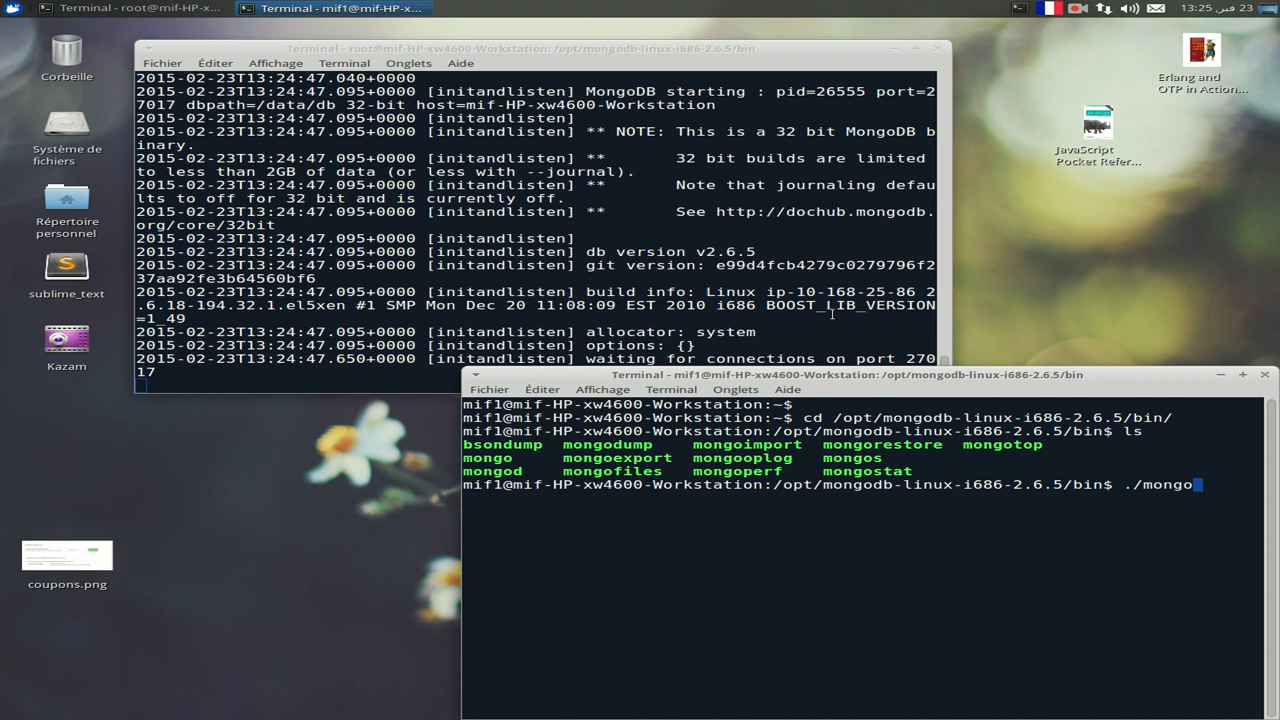 Terminal - root@mif-HP-x...
Terminal - mif1@mif-HP-x...
13:25 ,فبر 23
Corbeille
Système de
fichiers
Répertoire
personnel
sublime_text
Kazam
coupons.png
Erlang and
OTP in Action...
JavaScript
Pocket Refer...
Terminal - root@mif-HP-xw4600-Workstation: /opt/mongodb-linux-i686-2.6.5/bin
Fichier Éditer Affichage Terminal Onglets Aide
2015-02-23T13:24:47.040+0000
2015-02-23T13:24:47.095+0000 [initandlisten] MongoDB starting : pid=26555 port=2
7017 dbpath=/data/db 32-bit host=mif-HP-xw4600-Workstation
2015-02-23T13:24:47.095+0000 [initandlisten]
2015-02-23T13:24:47.095+0000 [initandlisten] ** NOTE: This is a 32 bit MongoDB b
inary.
2015-02-23T13:24:47.095+0000 [initandlisten] **       32 bit builds are limited
to less than 2GB of data (or less with --journal).
2015-02-23T13:24:47.095+0000 [initandlisten] **       Note that journaling defau
lts to off for 32 bit and is currently off.
2015-02-23T13:24:47.095+0000 [initandlisten] **       See http://dochub.mongodb.
org/core/32bit
2015-02-23T13:24:47.095+0000 [initandlisten]
2015-02-23T13:24:47.095+0000 [initandlisten] db version v2.6.5
2015-02-23T13:24:47.095+0000 [initandlisten] git version: e99d4fcb4279c0279796f2
37aa92fe3b64560bf6
2015-02-23T13:24:47.095+0000 [initandlisten] build info: Linux ip-10-168-25-86 2
.6.18-194.32.1.el5xen #1 SMP Mon Dec 20 11:08:09 EST 2010 i686 BOOST_LIB_VERSION
=1_49
2015-02-23T13:24:47.095+0000 [initandlisten] allocator: system
2015-02-23T13:24:47.095+0000 [initandlisten] options: {}
2015-02-23T13:24:47.650+0000 [initandlisten] waiting for connections on port 270
17
Terminal - mif1@mif-HP-xw4600-Workstation: /opt/mongodb-linux-i686-2.6.5/bin
Fichier Éditer Affichage Terminal Onglets Aide
mif1@mif-HP-xw4600-Workstation:~$
mif1@mif-HP-xw4600-Workstation:~$ cd /opt/mongodb-linux-i686-2.6.5/bin/
mif1@mif-HP-xw4600-Workstation:/opt/mongodb-linux-i686-2.6.5/bin$ ls
bsondump mongodump mongoimport mongorestore mongotop
mongo mongoexport mongooplog mongos
mongod mongofiles mongoperf mongostat
mif1@mif-HP-xw4600-Workstation:/opt/mongodb-linux-i686-2.6.5/bin$ ./mongo